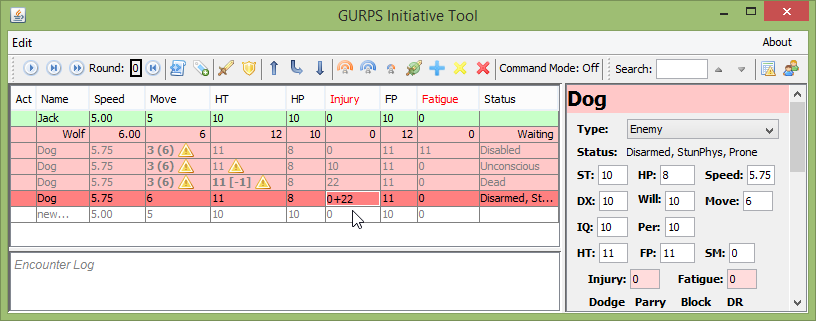 GURPS Initiative Tool
Edit About
Round: 0 Command Mode: Off Search:
Act Name Speed Move HT HP Injury FP Fatigue Status
Jack 5.00 5 10 10 0 10 0
Wolf 6.00 6 12 10 0 12 0 Waiting
Dog 5.75 3 (6) 11 8 0 11 11 Disabled
Dog 5.75 3 (6) 11 8 10 11 0 Unconscious
Dog 5.75 3 (6) 11 [-1] 8 22 11 0 Dead
Dog 5.75 6 11 8 0+22 11 0 Disarmed, St...
new... 5.00 5 10 10 0 10 0
Encounter Log
Dog
Type: Enemy
Status: Disarmed, StunPhys, Prone
ST: 10 HP: 8 Speed: 5.75
DX: 10 Will: 10 Move: 6
IQ: 10 Per: 10
HT: 11 FP: 11 SM: 0
Injury: 0 Fatigue: 0
Dodge Parry Block DR